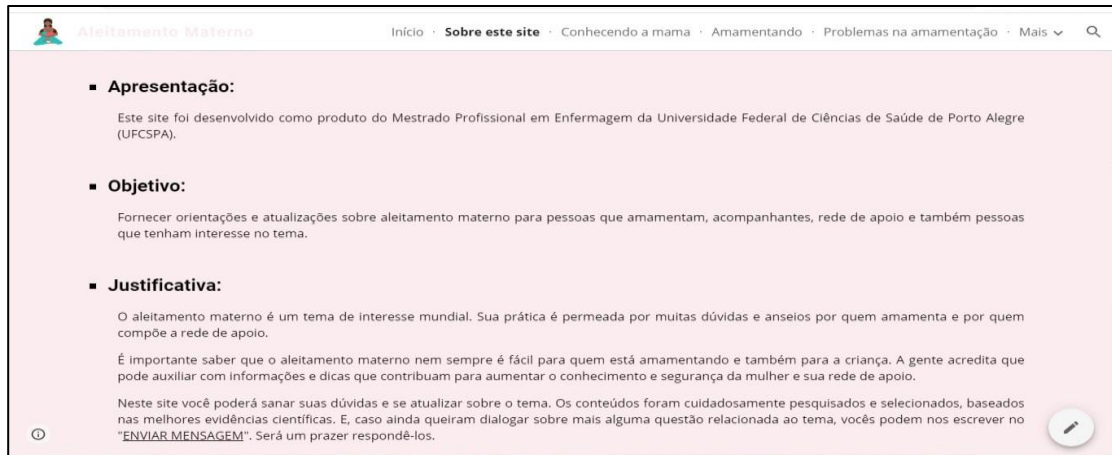 Aleitamento Materno
Início · Sobre este site · Conhecendo a mama · Amamentando · Problemas na amamentação · Mais
Apresentação:
Este site foi desenvolvido como produto do Mestrado Profissional em Enfermagem da Universidade Federal de Ciências de Saúde de Porto Alegre
(UFCSPA).
Objetivo:
Fornecer orientações e atualizações sobre aleitamento materno para pessoas que amamentam, acompanhantes, rede de apoio e também pessoas
que tenham interesse no tema.
Justificativa:
O aleitamento materno é um tema de interesse mundial. Sua prática é permeada por muitas dúvidas e anseios por quem amamenta e por quem
compõe a rede de apoio.
É importante saber que o aleitamento materno nem sempre é fácil para quem está amamentando e também para a criança. A gente acredita que
pode auxiliar com informações e dicas que contribuam para aumentar o conhecimento e segurança da mulher e sua rede de apoio.
Neste site você poderá sanar suas dúvidas e se atualizar sobre o tema. Os conteúdos foram cuidadosamente pesquisados e selecionados, baseados
nas melhores evidências científicas. E, caso ainda queiram dialogar sobre mais alguma questão relacionada ao tema, vocês podem nos escrever no
"ENVIAR MENSAGEM". Será um prazer respondê-los.